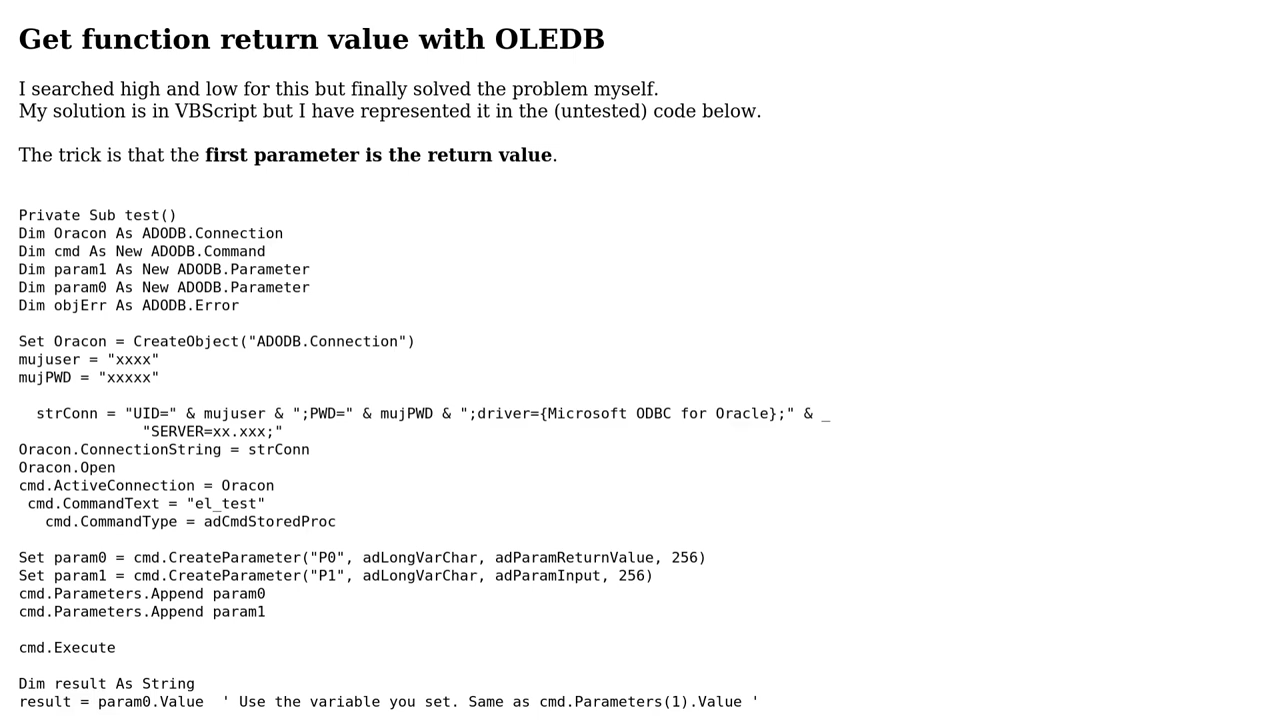 Get function return value with OLEDB
I searched high and low for this but finally solved the problem myself.
My solution is in VBScript but I have represented it in the (untested) code below.
The trick is that the first parameter is the return value.
Private Sub test()
Dim Oracon As ADODB.Connection
Dim cmd As New ADODB.Command
Dim param1 As New ADODB.Parameter
Dim param0 As New ADODB.Parameter
Dim objErr As ADODB.Error
Set Oracon = CreateObject("ADODB.Connection")
mujuser = "xxxx"
mujPWD = "xxxxx"
  strConn = "UID=" & mujuser & ";PWD=" & mujPWD & ";driver={Microsoft ODBC for Oracle};" & _
              "SERVER=xx.xxx;"
Oracon.ConnectionString = strConn
Oracon.Open
cmd.ActiveConnection = Oracon
 cmd.CommandText = "el_test"
   cmd.CommandType = adCmdStoredProc
Set param0 = cmd.CreateParameter("P0", adLongVarChar, adParamReturnValue, 256)
Set param1 = cmd.CreateParameter("P1", adLongVarChar, adParamInput, 256)
cmd.Parameters.Append param0
cmd.Parameters.Append param1
cmd.Execute
Dim result As String
result = param0.Value  ' Use the variable you set. Same as cmd.Parameters(1).Value '